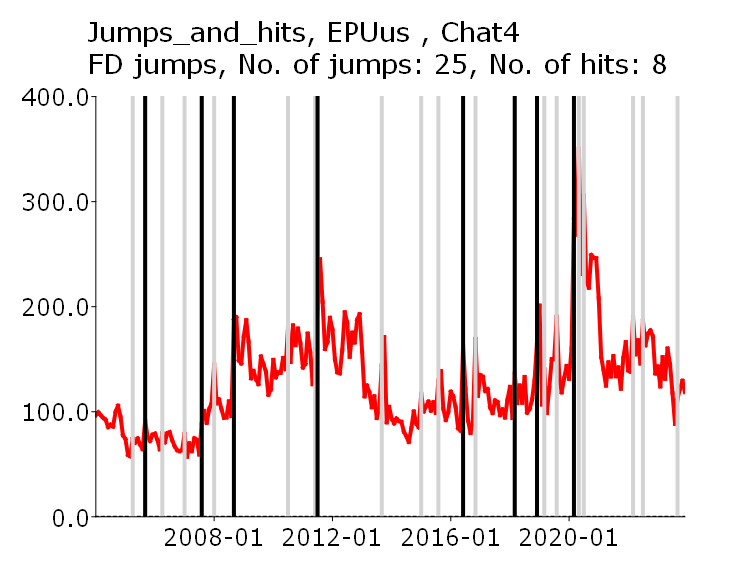 Jumps_and_hits, EPUus , Chat4
FD jumps, No. of jumps: 25, No. of hits: 8
400.0
300.0
200.0
100.0
0.0
2008-01 2012-01 2016-01 2020-01